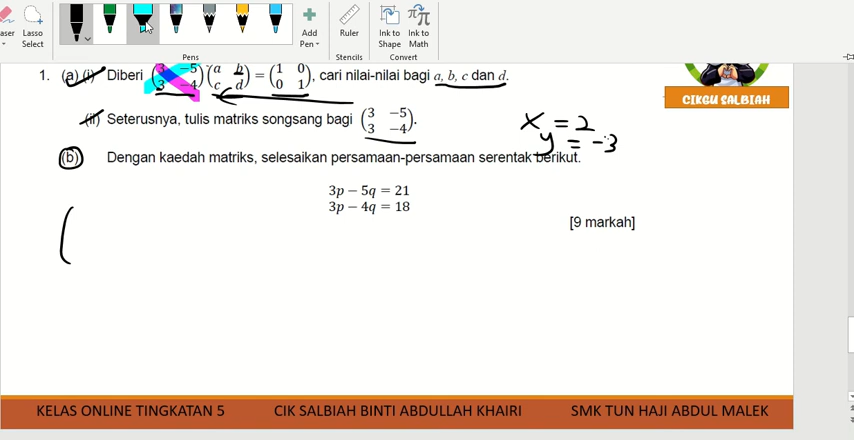 aser Lasso Select
Pens
Add Pen
Ruler
Stencils
Ink to Shape Ink to Math
Convert
CIKGU SALBIAH
1. (a) (i) Diberi (3 −5 3 −4)(a b c d) = (1 0 0 1), cari nilai-nilai bagi a, b, c dan d.
(ii) Seterusnya, tulis matriks songsang bagi (3 −5 3 −4).
x = 2
y = -3
(b) Dengan kaedah matriks, selesaikan persamaan-persamaan serentak berikut.
3p − 5q = 21
3p − 4q = 18
[9 markah]
(
KELAS ONLINE TINGKATAN 5 CIK SALBIAH BINTI ABDULLAH KHAIRI SMK TUN HAJI ABDUL MALEK